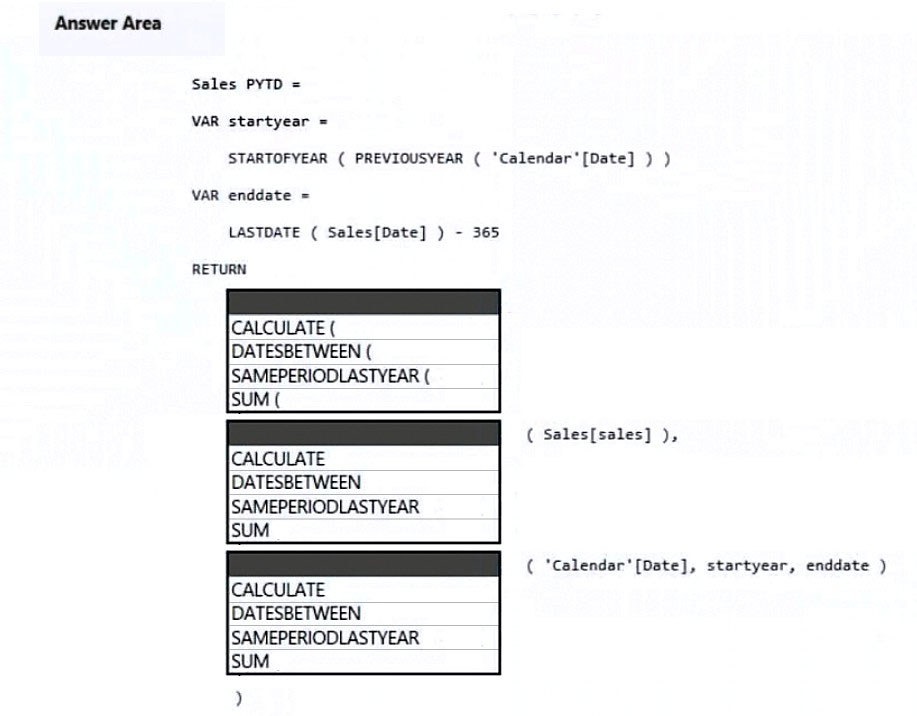 Answer Area
Sales PYTD =
VAR startyear =
STARTOFYEAR ( PREVIOUSYEAR ( 'Calendar'[Date] ) )
VAR enddate =
LASTDATE ( Sales[Date] ) - 365
RETURN
CALCULATE (
DATESBETWEEN (
SAMEPERIODLASTYEAR (
SUM (
( Sales[sales] ),
CALCULATE
DATESBETWEEN
SAMEPERIODLASTYEAR
SUM
( 'Calendar'[Date], startyear, enddate )
CALCULATE
DATESBETWEEN
SAMEPERIODLASTYEAR
SUM
)